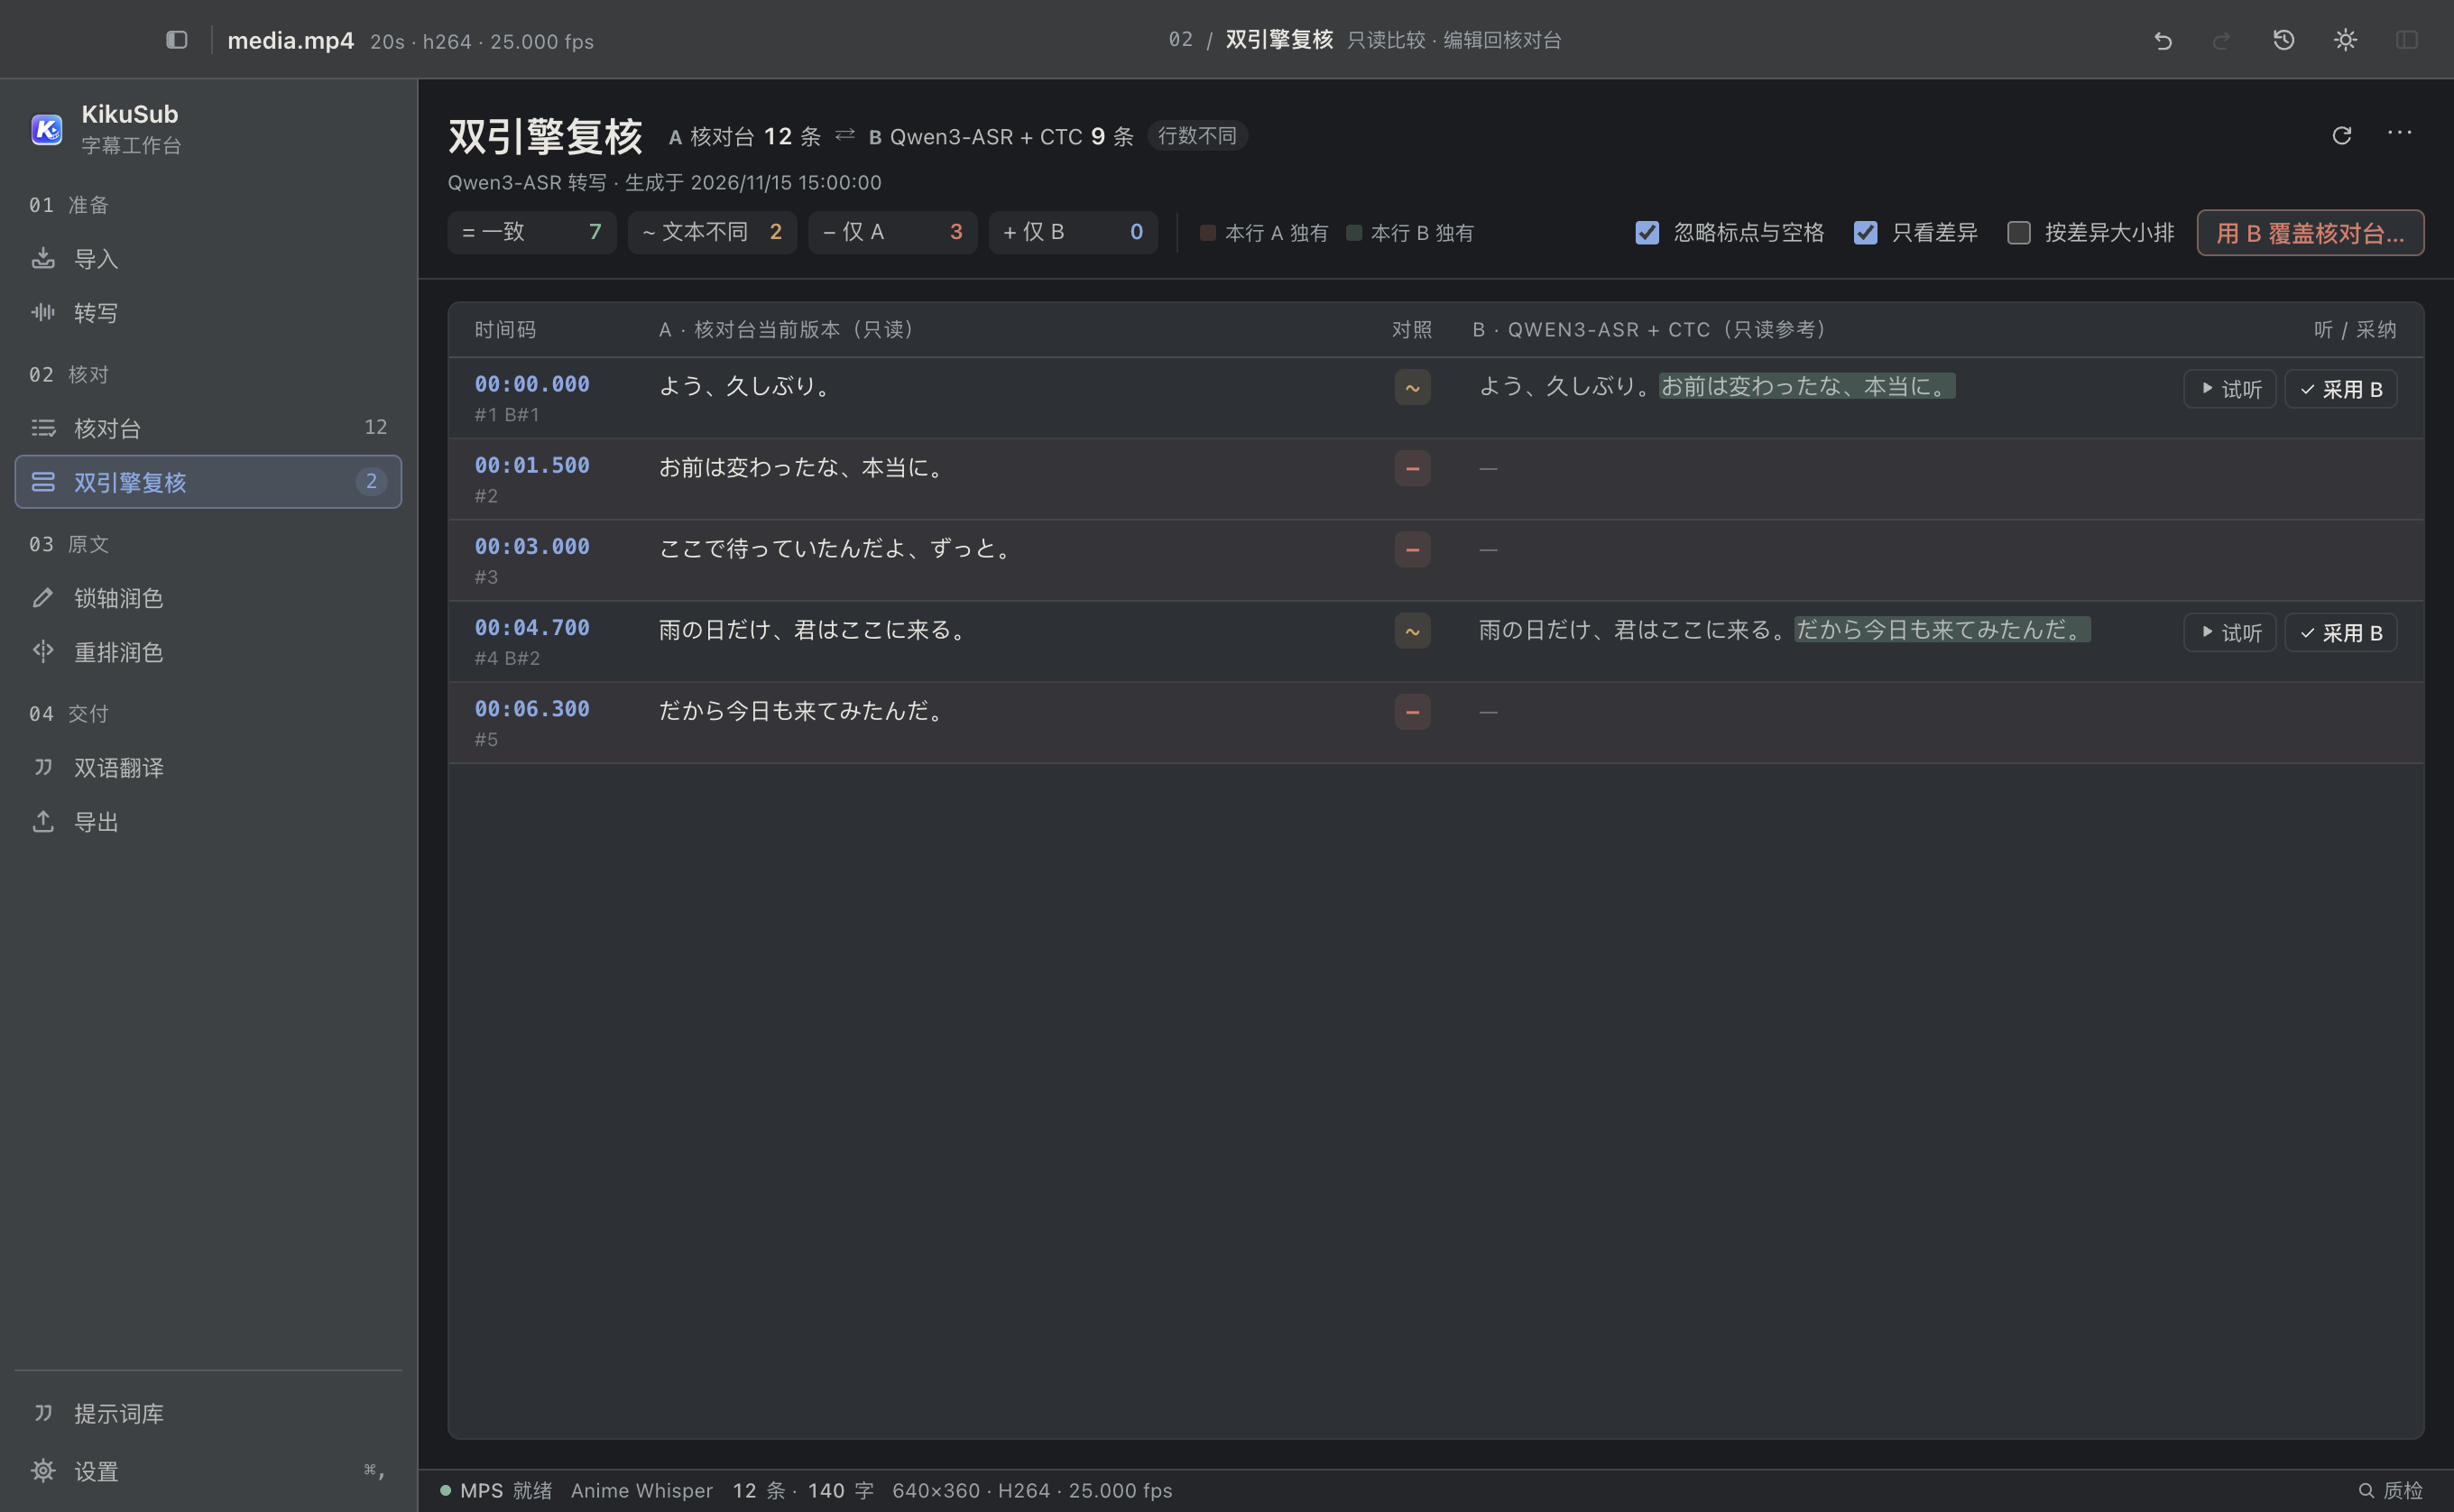 media.mp4 20s · h264 · 25.000 fps
02 / 双引擎复核 只读比较 · 编辑回核对台
KikuSub
字幕工作台
01 准备
导入
转写
02 核对
核对台 12
双引擎复核 2
03 原文
锁轴润色
重排润色
04 交付
双语翻译
导出
提示词库
设置 ⌘,
双引擎复核 A 核对台 12 条 ⇄ B Qwen3-ASR + CTC 9 条 行数不同
Qwen3-ASR 转写 · 生成于 2026/11/15 15:00:00
= 一致 7 ~ 文本不同 2 − 仅 A 3 + 仅 B 0 本行 A 独有 本行 B 独有 忽略标点与空格 只看差异 按差异大小排 用 B 覆盖核对台...
时间码 A · 核对台当前版本（只读） 对照 B · QWEN3-ASR + CTC（只读参考） 听 / 采纳
00:00.000 よう、久しぶり。 ~ よう、久しぶり。お前は変わったな、本当に。 试听 采用 B
#1 B#1
00:01.500 お前は変わったな、本当に。 − —
#2
00:03.000 ここで待っていたんだよ、ずっと。 − —
#3
00:04.700 雨の日だけ、君はここに来る。 ~ 雨の日だけ、君はここに来る。だから今日も来てみたんだ。 试听 采用 B
#4 B#2
00:06.300 だから今日も来てみたんだ。 − —
#5
MPS 就绪 Anime Whisper 12 条 · 140 字 640×360 · H264 · 25.000 fps 质检